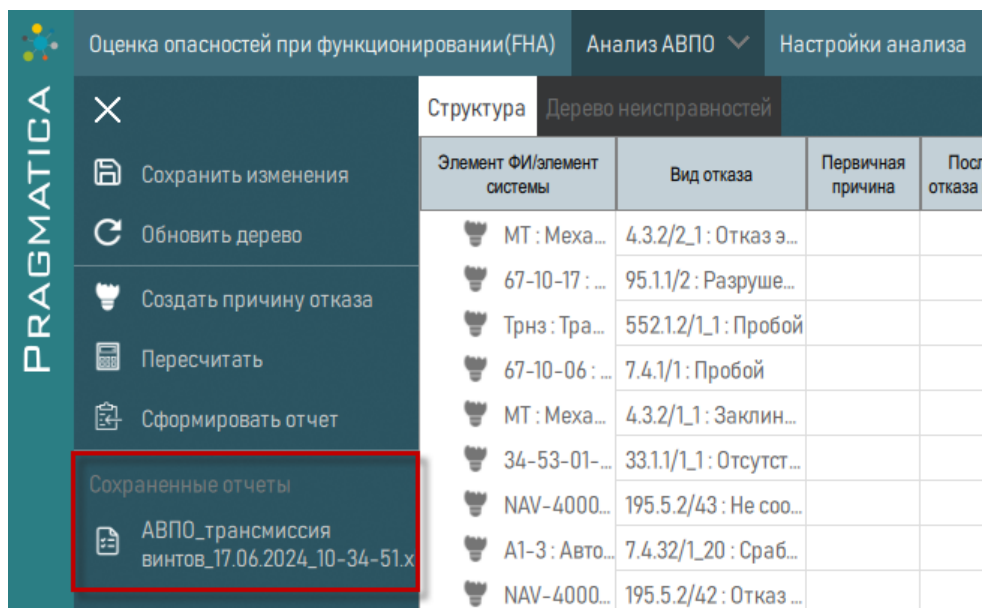 PRAGMATICA
Оценка опасностей при функционировании(FHA)
Анализ АВПО
Настройки анализа
Сохранить изменения
Обновить дерево
Создать причину отказа
Пересчитать
Сформировать отчет
Сохраненные отчеты
АВПО_трансмиссия
винтов_17.06.2024_10-34-51.x
Структура
Дерево неисправностей
Элемент ФИ/элемент
системы
Вид отказа
Первичная
причина
Посл
отказа
МТ : Меха... 4.3.2/2_1 : Отказ э...
67-10-17 : ... 95.1.1/2 : Разруше...
Трнз : Тра... 552.1.2/1_1 : Пробой
67-10-06 : ... 7.4.1/1 : Пробой
МТ : Меха... 4.3.2/1_1 : Заклин...
34-53-01-... 33.1.1/1_1 : Отсутст...
NAV-4000... 195.5.2/43 : Не соо...
А1-3 : Авто... 7.4.32/1_20 : Сраб...
NAV-4000... 195.5.2/42 : Отказ ...